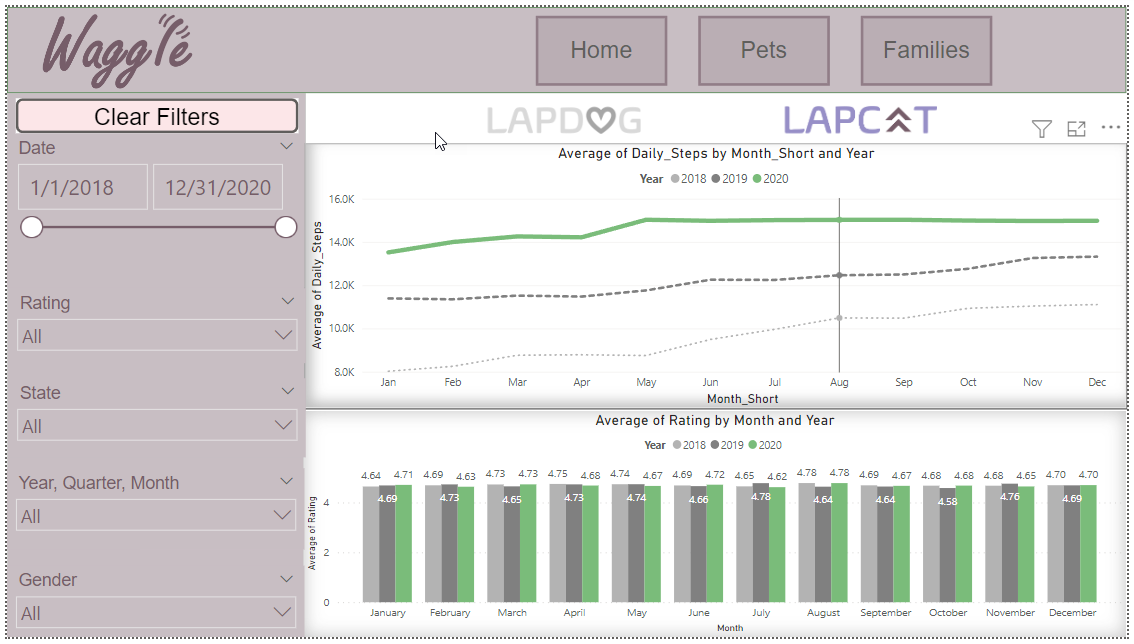 Waggle
Home Pets Families
Clear Filters
Date
1/1/2018 12/31/2020
Rating
All
State
All
Year, Quarter, Month
All
Gender
All
LAPDOG LAPCAT
Average of Daily_Steps by Month_Short and Year
Year 2018 2019 2020
Average of Daily_Steps
16.0K
14.0K
12.0K
10.0K
8.0K
Jan Feb Mar Apr May Jun Jul Aug Sep Oct Nov Dec
Month_Short
Average of Rating by Month and Year
Year 2018 2019 2020
Average of Rating
4.64 4.71 4.69 4.63 4.73 4.73 4.75 4.68 4.74 4.67 4.69 4.72 4.65 4.62 4.78 4.78 4.69 4.67 4.68 4.68 4.68 4.65 4.70 4.70
4.69 4.73 4.65 4.73 4.74 4.66 4.78 4.64 4.64 4.58 4.76 4.69
4
2
0
January February March April May June July August September October November December
Month